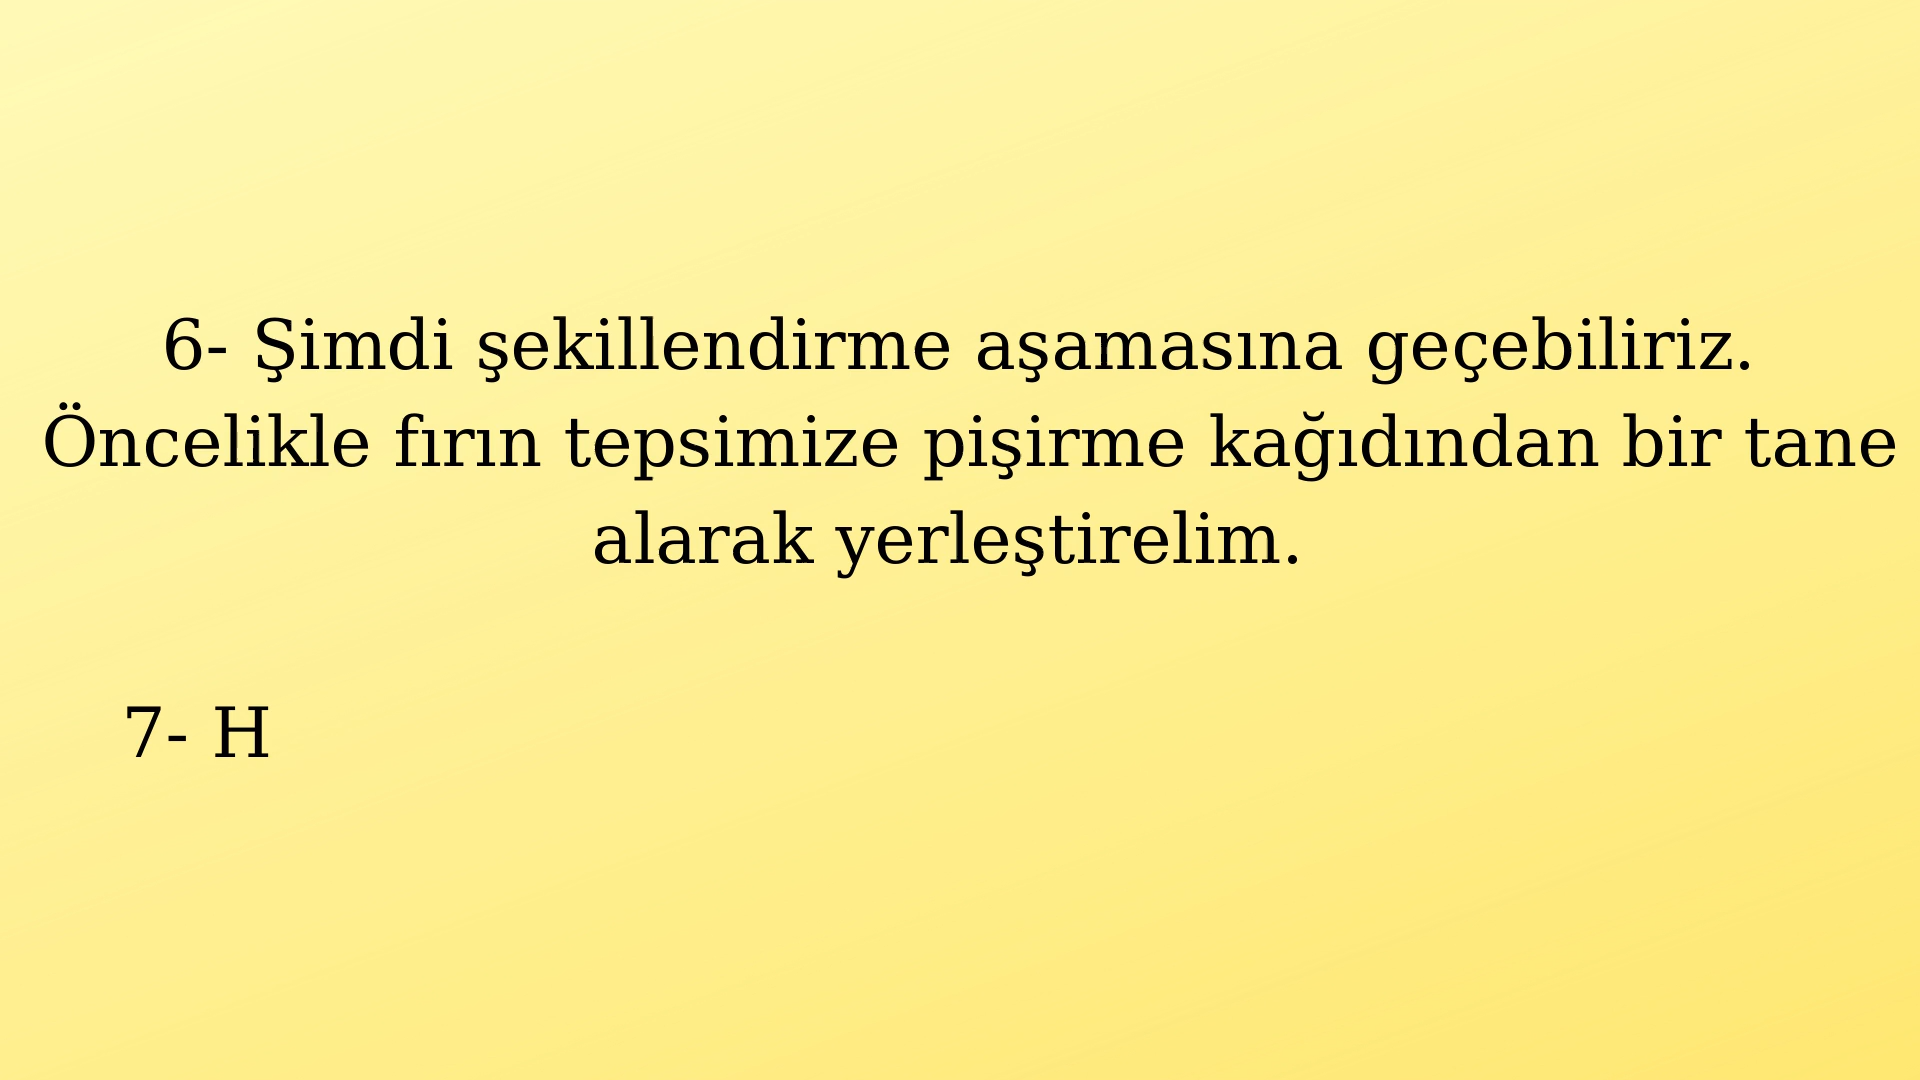 6- Şimdi şekillendirme aşamasına geçebiliriz.
Öncelikle fırın tepsimize pişirme kağıdından bir tane
alarak yerleştirelim.
7- H